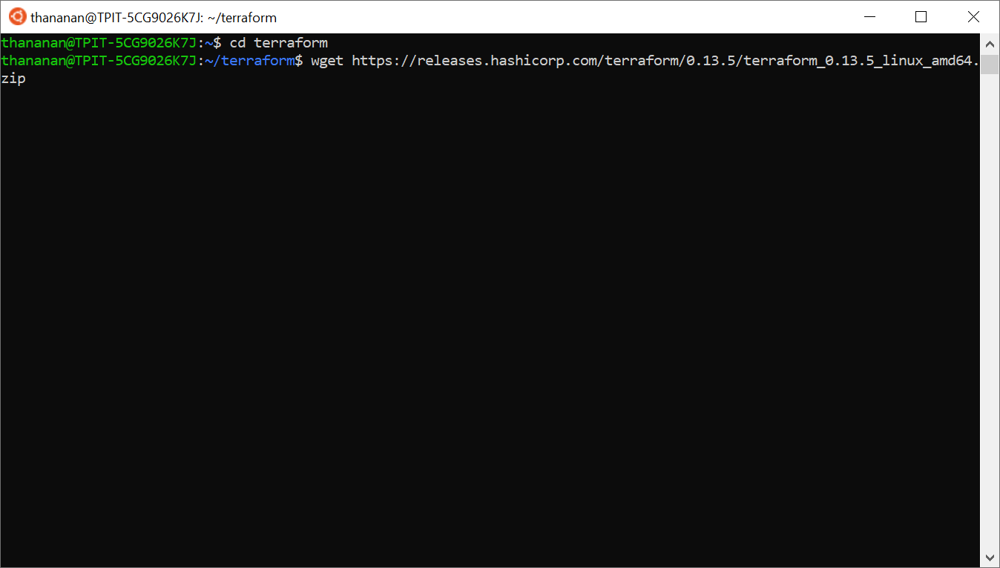 thananan@TPIT-5CG9026K7J: ~/terraform
thananan@TPIT-5CG9026K7J:~$ cd terraform
thananan@TPIT-5CG9026K7J:~/terraform$ wget https://releases.hashicorp.com/terraform/0.13.5/terraform_0.13.5_linux_amd64.
zip